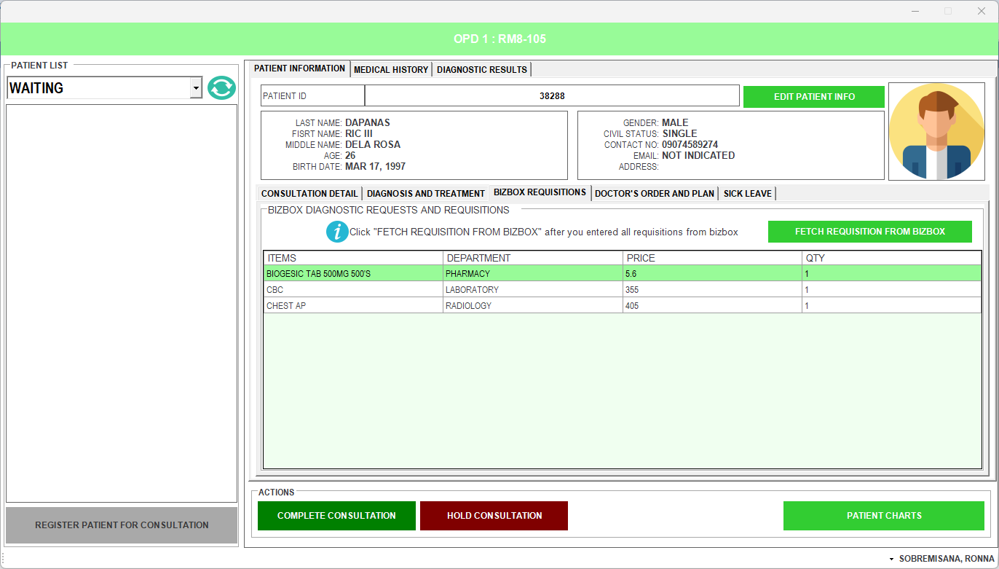 OPD 1 : RM8-105
PATIENT LIST
WAITING
REGISTER PATIENT FOR CONSULTATION
PATIENT INFORMATION MEDICAL HISTORY DIAGNOSTIC RESULTS
PATIENT ID 38288 EDIT PATIENT INFO
LAST NAME: DAPANAS
FISRT NAME: RIC III
MIDDLE NAME: DELA ROSA
AGE: 26
BIRTH DATE: MAR 17, 1997
GENDER: MALE
CIVIL STATUS: SINGLE
CONTACT NO: 09074589274
EMAIL: NOT INDICATED
ADDRESS:
CONSULTATION DETAIL DIAGNOSIS AND TREATMENT BIZBOX REQUISITIONS DOCTOR'S ORDER AND PLAN SICK LEAVE
BIZBOX DIAGNOSTIC REQUESTS AND REQUISITIONS
i Click "FETCH REQUISITION FROM BIZBOX" after you entered all requisitions from bizbox FETCH REQUISITION FROM BIZBOX
ITEMS DEPARTMENT PRICE QTY
BIOGESIC TAB 500MG 500'S PHARMACY 5.6 1
CBC LABORATORY 355 1
CHEST AP RADIOLOGY 405 1
ACTIONS
COMPLETE CONSULTATION HOLD CONSULTATION PATIENT CHARTS
SOBREMISANA, RONNA